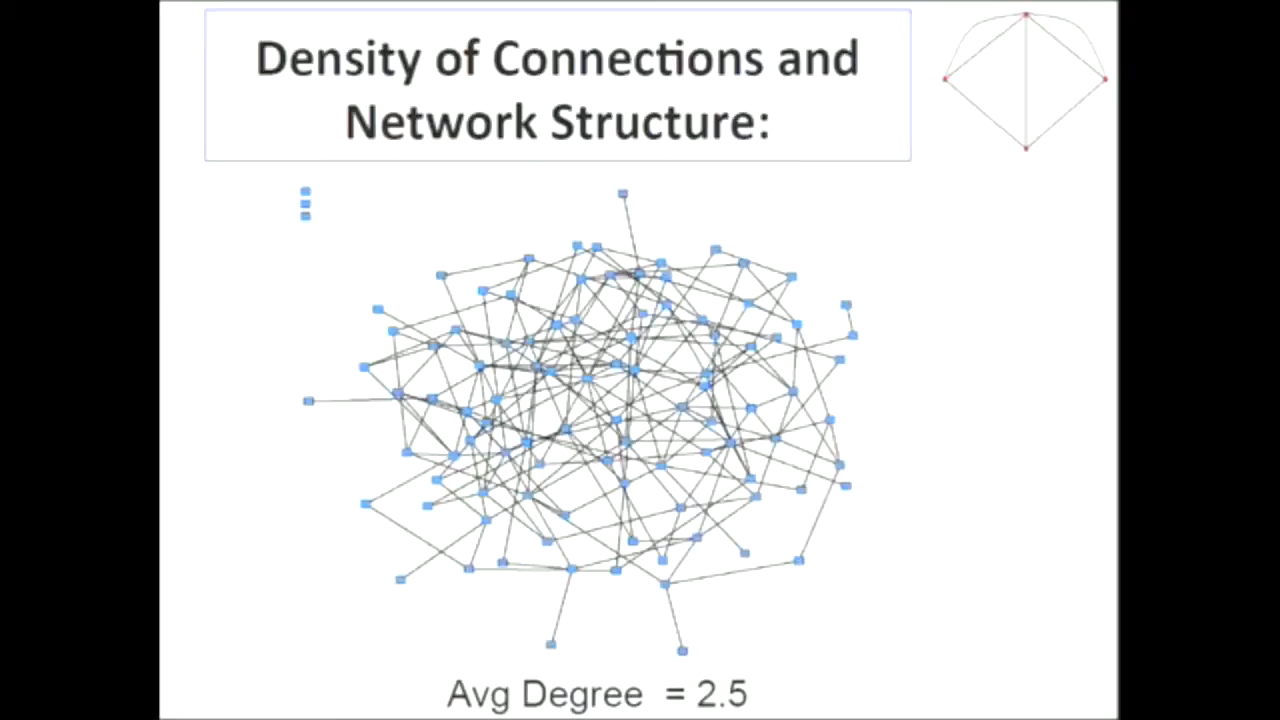 Density of Connections and
Network Structure:
Avg Degree = 2.5